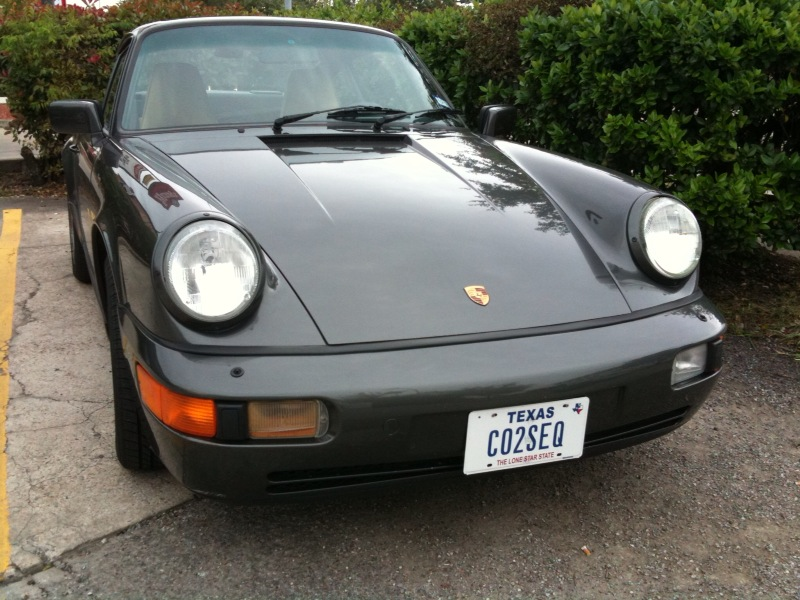 TEXAS
CO2SEQ
THE LONE STAR STATE